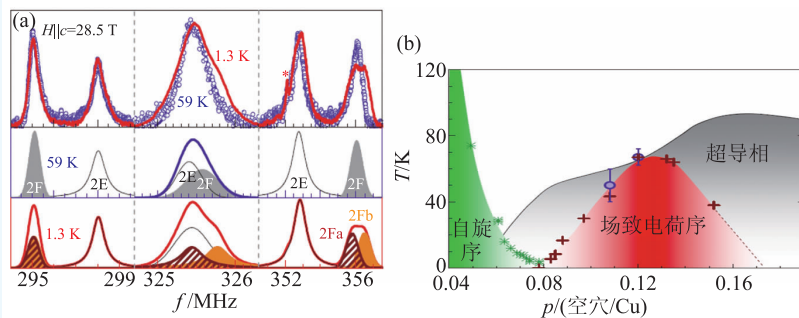 (a)
H||c=28.5 T
1.3 K
59 K
*
59 K
2F
2E
2E
2F
2E
2F
1.3 K
2Fa
2Fb
295
299
325
326
352
356
f /MHz
(b)
120
80
40
0
T/K
超导相
自旋
序
场致电荷序
0.04
0.08
0.12
0.16
p/(空穴/Cu)